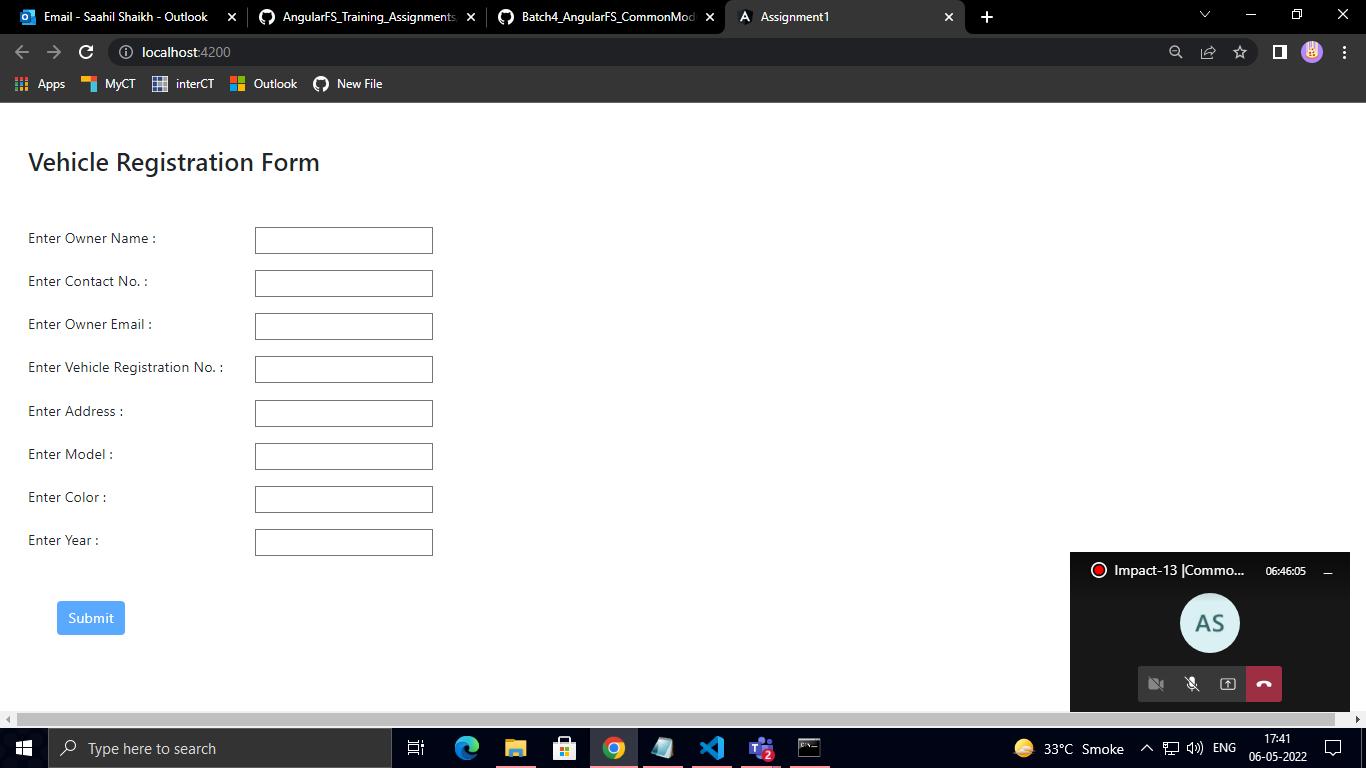 Email - Saahil Shaikh - Outlook
AngularFS_Training_Assignments
Batch4_AngularFS_CommonMod
Assignment1
localhost:4200
Apps
MyCT
interCT
Outlook
New File
Vehicle Registration Form
Enter Owner Name :
Enter Contact No. :
Enter Owner Email :
Enter Vehicle Registration No. :
Enter Address :
Enter Model :
Enter Color :
Enter Year :
Submit
Impact-13 |Commo... 06:46:05
AS
Type here to search
2
33°C Smoke
ENG
17:41
06-05-2022